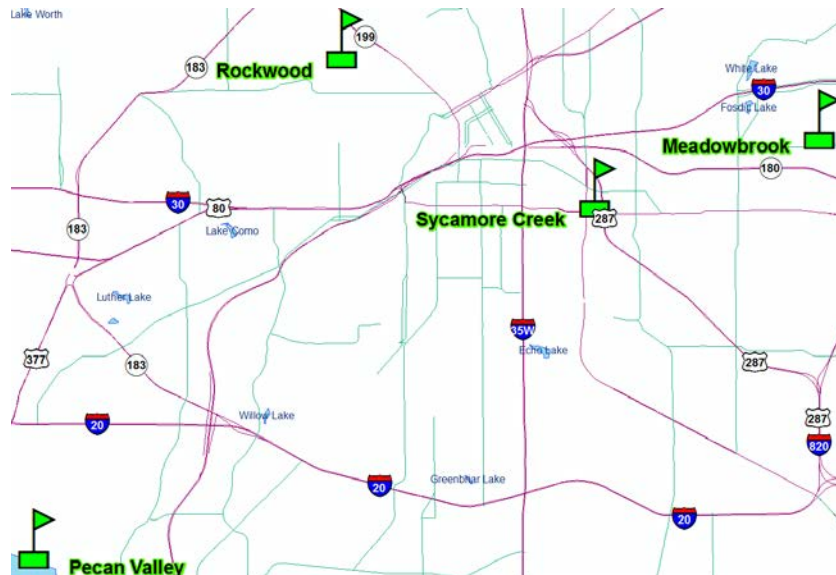 Lake Worth
199
183
Rockwood
White Lake
30
Fosdic Lake
Meadowbrook
180
30
80
Sycamore Creek
287
183
Lake Como
Luther Lake
35W
Echo Lake
377
183
287
Willow Lake
287
20
820
Greenbriar Lake
20
20
Pecan Valley